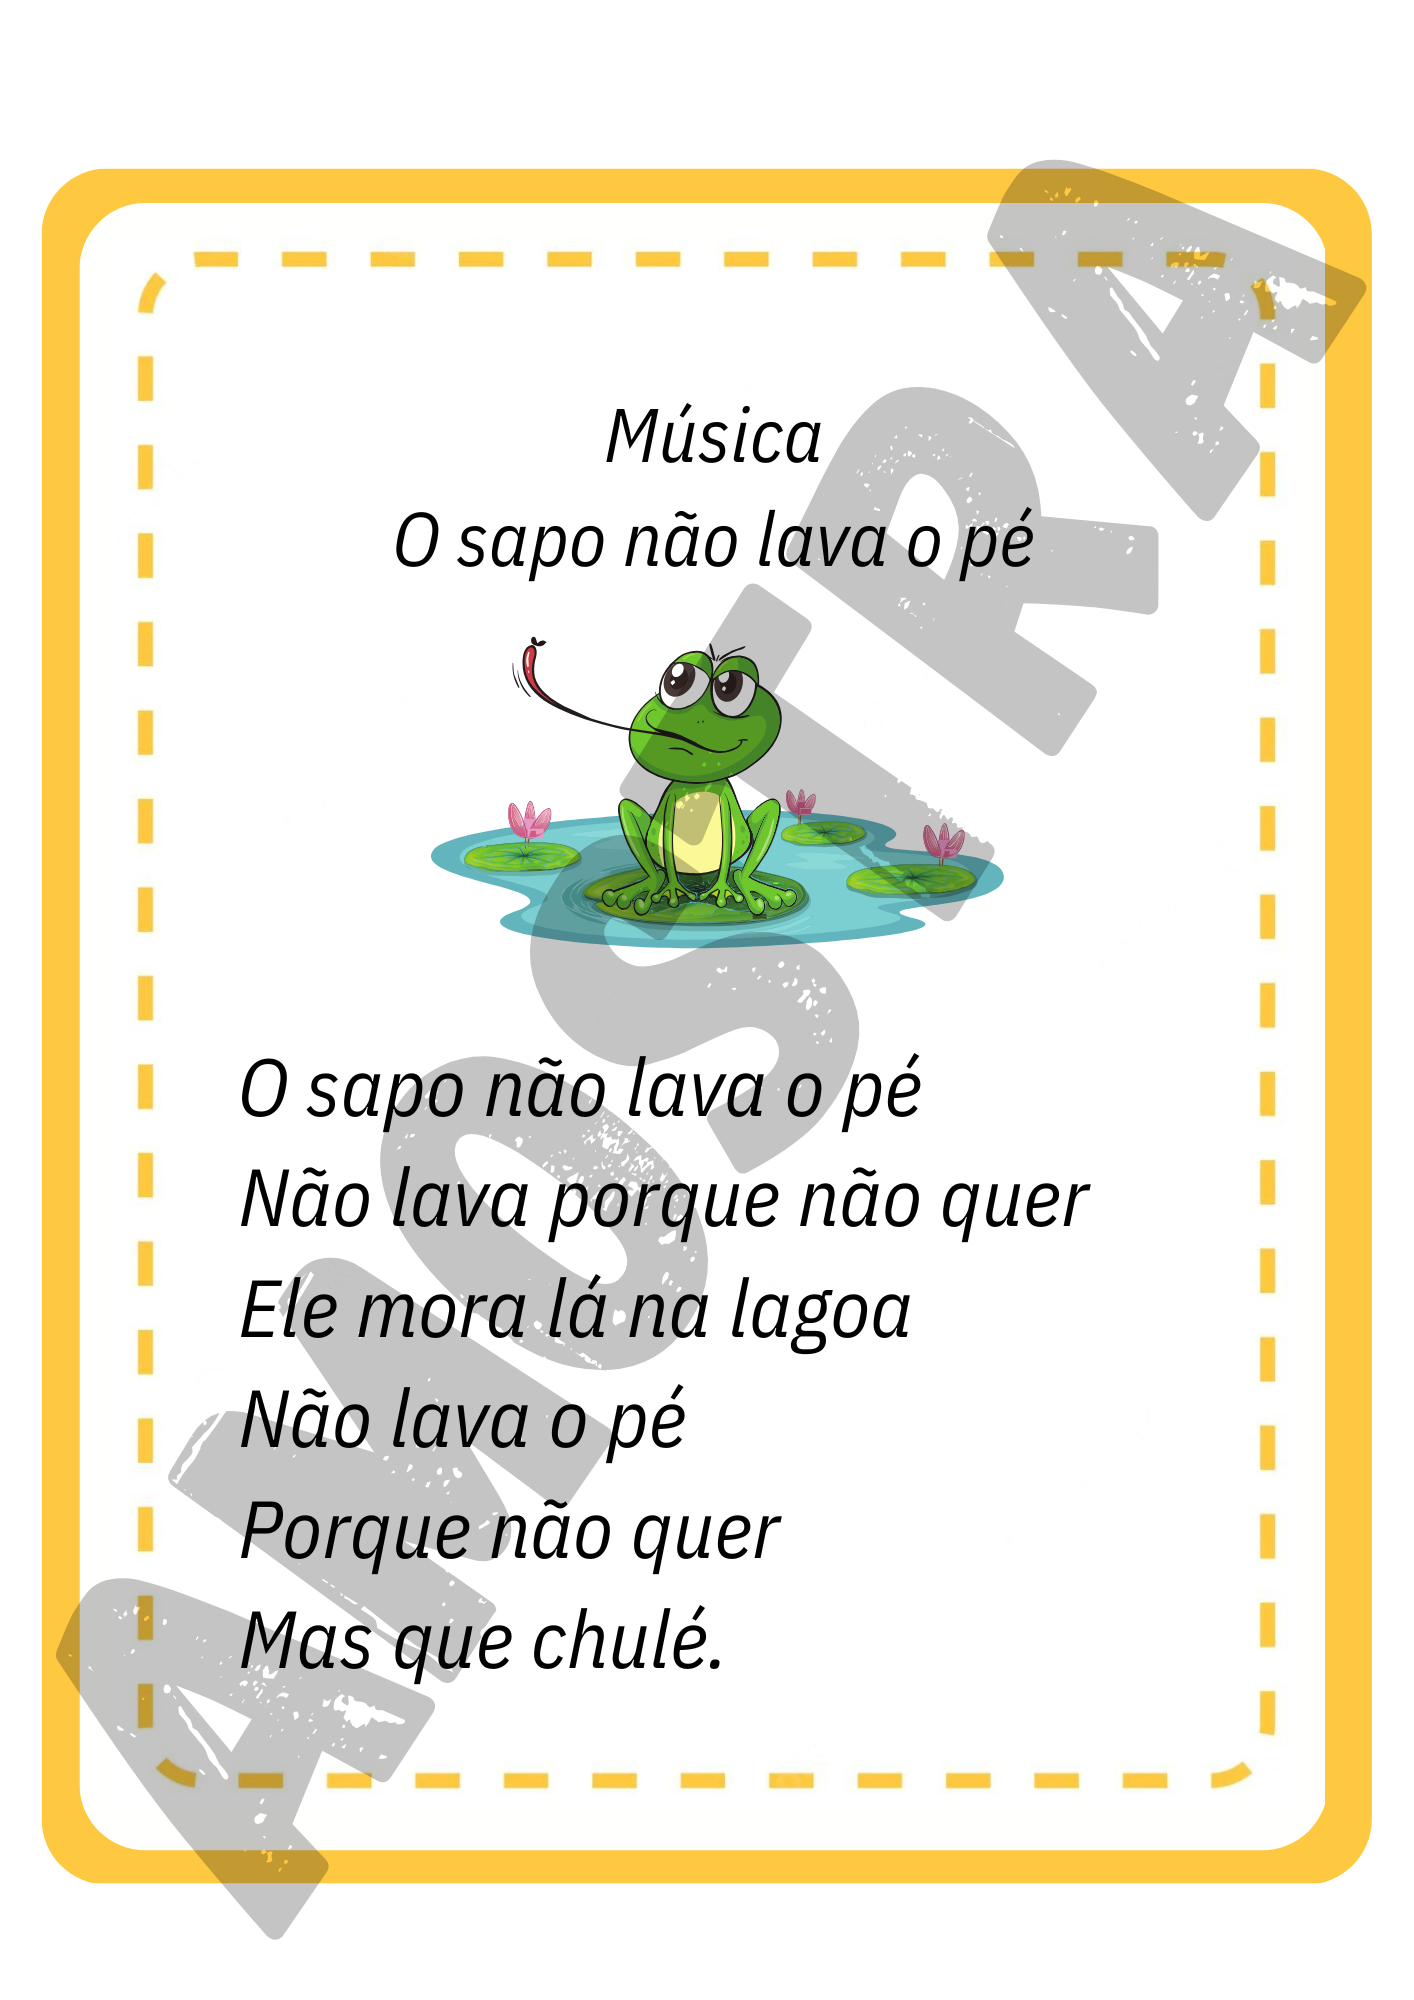 Música
O sapo não lava o pé
O sapo não lava o pé
Não lava porque não quer
Ele mora lá na lagoa
Não lava o pé
Porque não quer
Mas que chulé.
AMOSTRA